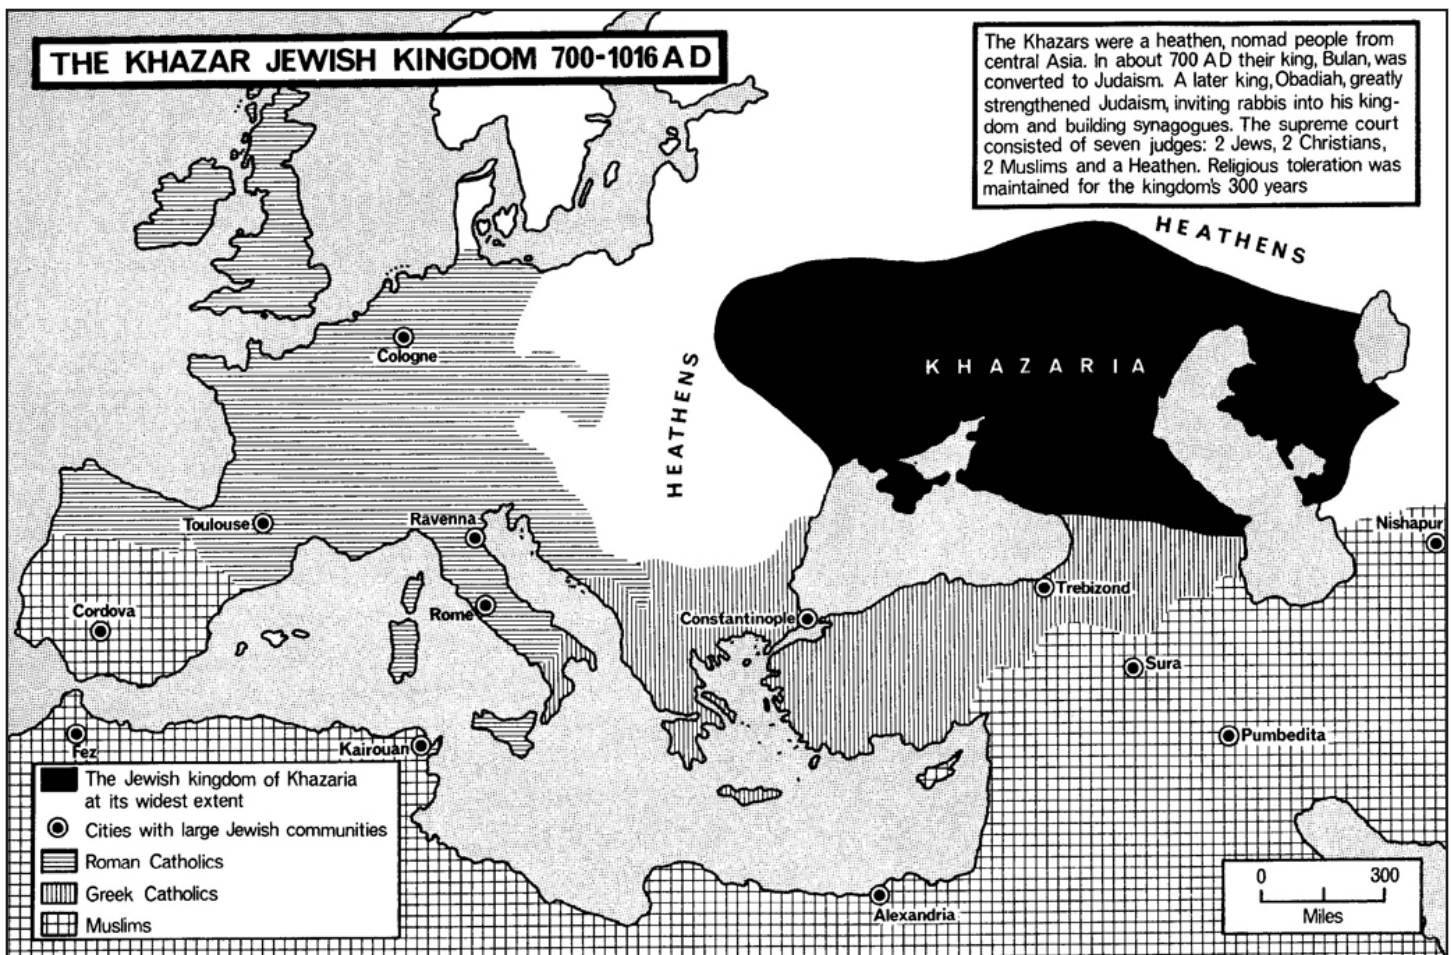 THE KHAZAR JEWISH KINGDOM 700-1016 A D
The Khazars were a heathen, nomad people from
central Asia. In about 700 AD their king, Bulan, was
converted to Judaism. A later king, Obadiah, greatly
strengthened Judaism, inviting rabbis into his king-
dom and building synagogues. The supreme court
consisted of seven judges: 2 Jews, 2 Christians,
2 Muslims and a Heathen. Religious toleration was
maintained for the kingdom's 300 years
HEATHENS
KHAZARIA
Cologne
HEATHENS
Toulouse
Ravenna
Nishapur
Cordova
Rome
Constantinople
Trebizond
Sura
Fez
Kairouan
Pumbedita
Alexandria
The Jewish kingdom of Khazaria
at its widest extent
Cities with large Jewish communities
Roman Catholics
Greek Catholics
Muslims
0 300
Miles